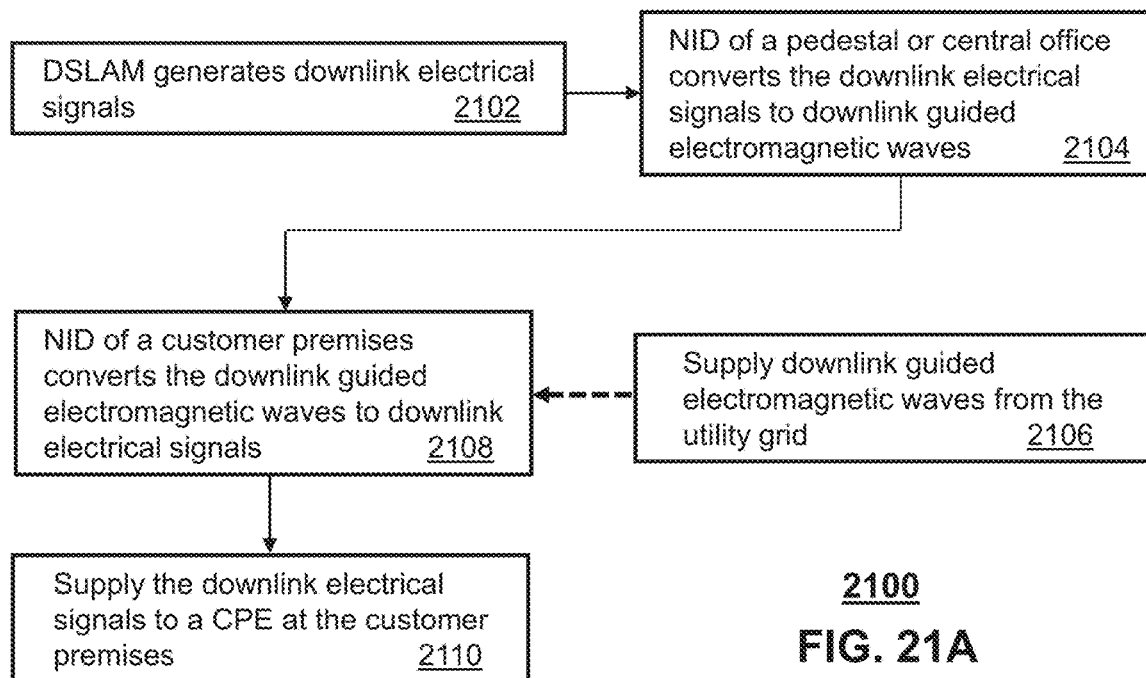 DSLAM generates downlink electrical
signals 2102
NID of a pedestal or central office
converts the downlink electrical
signals to downlink guided
electromagnetic waves 2104
NID of a customer premises
converts the downlink guided
electromagnetic waves to downlink
electrical signals 2108
Supply downlink guided
electromagnetic waves from the
utility grid 2106
Supply the downlink electrical
signals to a CPE at the customer
premises 2110
2100
FIG. 21A